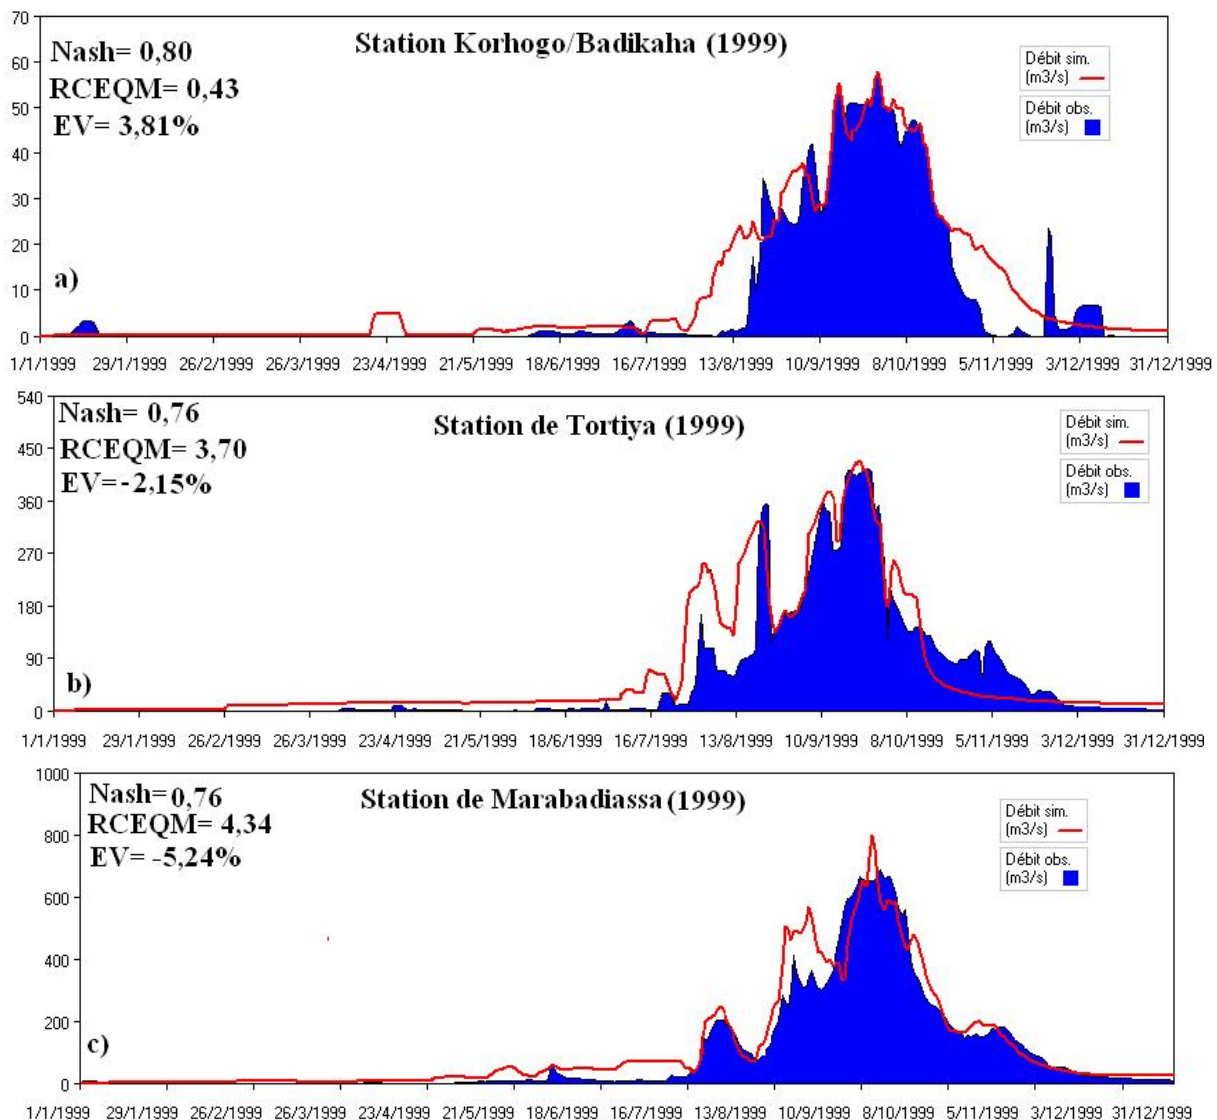 70
Nash= 0,80
Station Korhogo/Badikaha (1999)
60
RCEQM= 0,43
Débit sim.
(m3/s)
50
EV= 3,81%
Débit obs.
(m3/s)
40
30
20
10
a)
0
1/1/1999 29/1/1999 26/2/1999 26/3/1999 23/4/1999 21/5/1999 18/6/1999 16/7/1999 13/8/1999 10/9/1999 8/10/1999 5/11/1999 3/12/1999 31/12/1999
540
Nash= 0,76
Station de Tortiya (1999)
Débit sim.
(m3/s)
450
RCEQM= 3,70
EV= -2,15%
Débit obs.
(m3/s)
360
270
180
90
b)
0
1/1/1999 29/1/1999 26/2/1999 26/3/1999 23/4/1999 21/5/1999 18/6/1999 16/7/1999 13/8/1999 10/9/1999 8/10/1999 5/11/1999 3/12/1999 31/12/1999
1000
Nash= 0,76
Station de Marabadiassa (1999)
RCEQM= 4,34
Débit sim.
(m3/s)
800
EV= -5,24%
Débit obs.
(m3/s)
600
400
200
c)
0
1/1/1999 29/1/1999 26/2/1999 26/3/1999 23/4/1999 21/5/1999 18/6/1999 16/7/1999 13/8/1999 10/9/1999 8/10/1999 5/11/1999 3/12/1999 31/12/1999